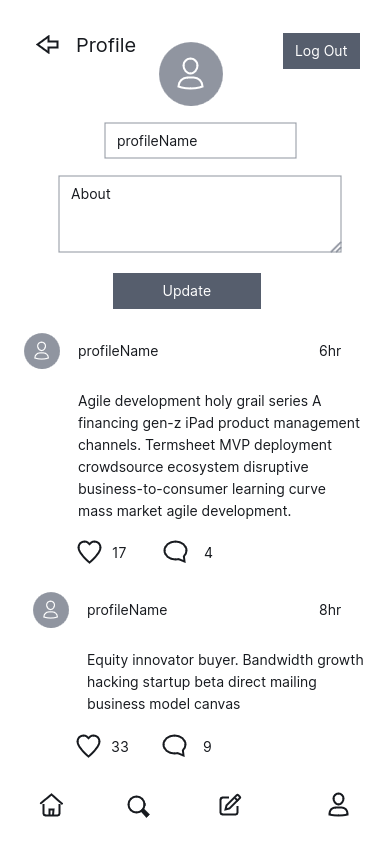 Profile
Log Out
profileName
About
Update
profileName 6hr
Agile development holy grail series A
financing gen-z iPad product management
channels. Termsheet MVP deployment
crowdsource ecosystem disruptive
business-to-consumer learning curve
mass market agile development.
17 4
profileName 8hr
Equity innovator buyer. Bandwidth growth
hacking startup beta direct mailing
business model canvas
33 9